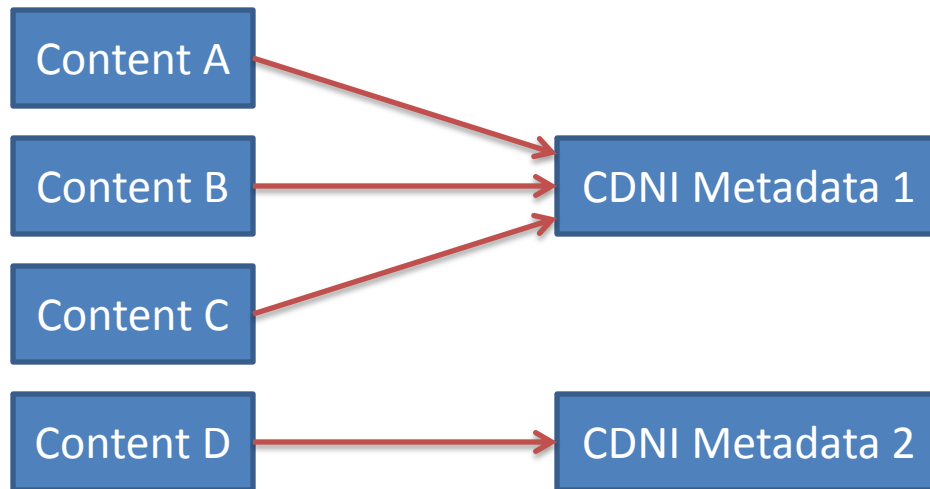 Content A
Content B
CDNI Metadata 1
Content C
Content D
CDNI Metadata 2